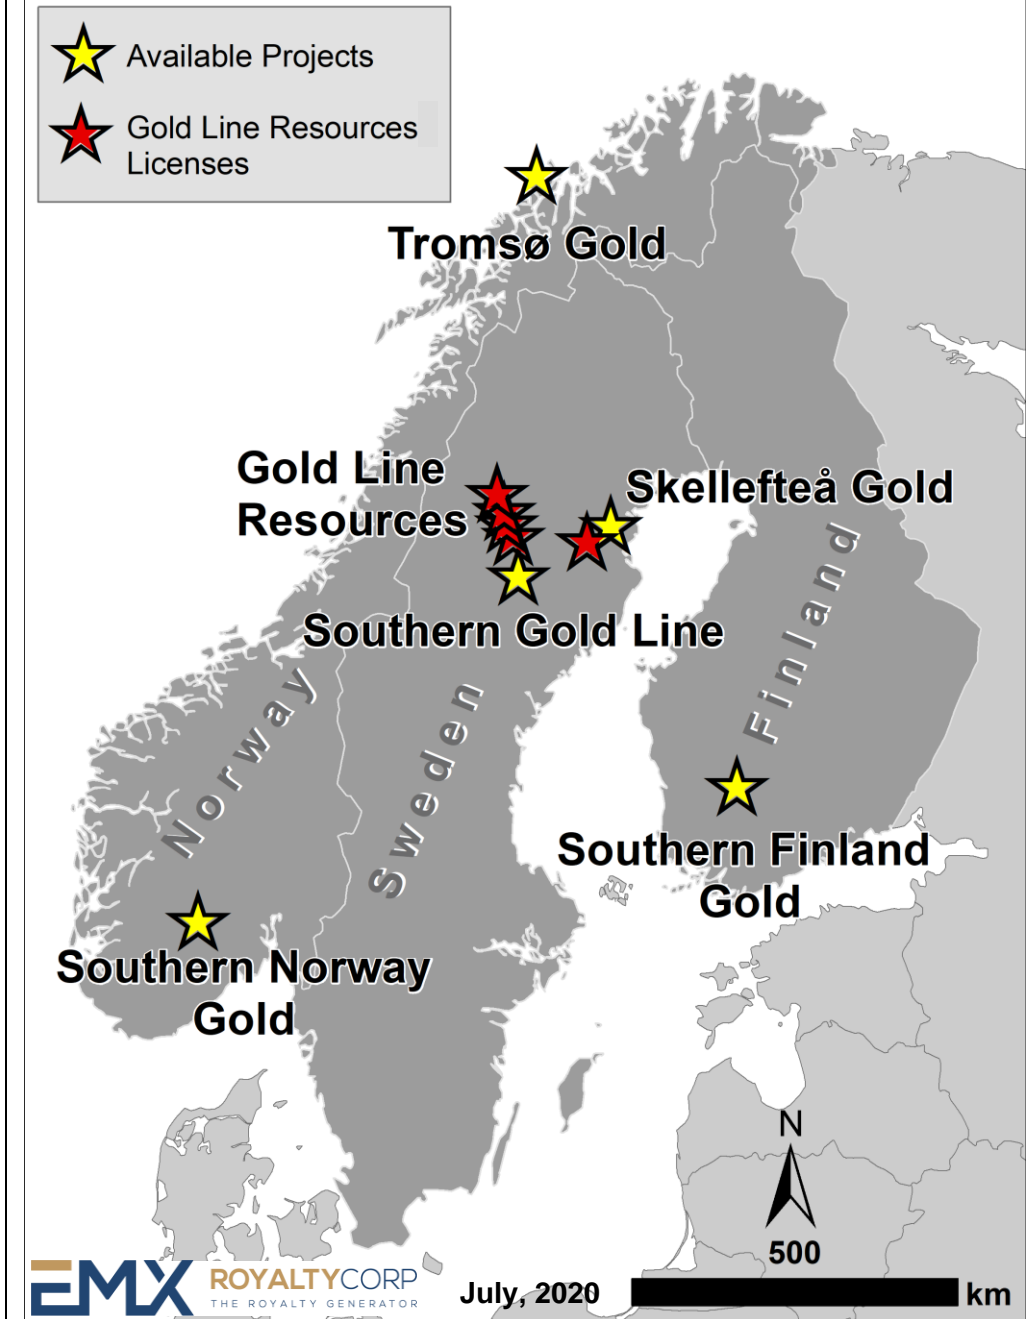 Available Projects
Gold Line Resources
Licenses
Tromsø Gold
Gold Line
Resources
Skellefteå Gold
Southern Gold Line
Norway
Sweden
Finland
Southern Finland
Gold
Southern Norway
Gold
N
500
km
EMX ROYALTYCORP
THE ROYALTY GENERATOR
July, 2020